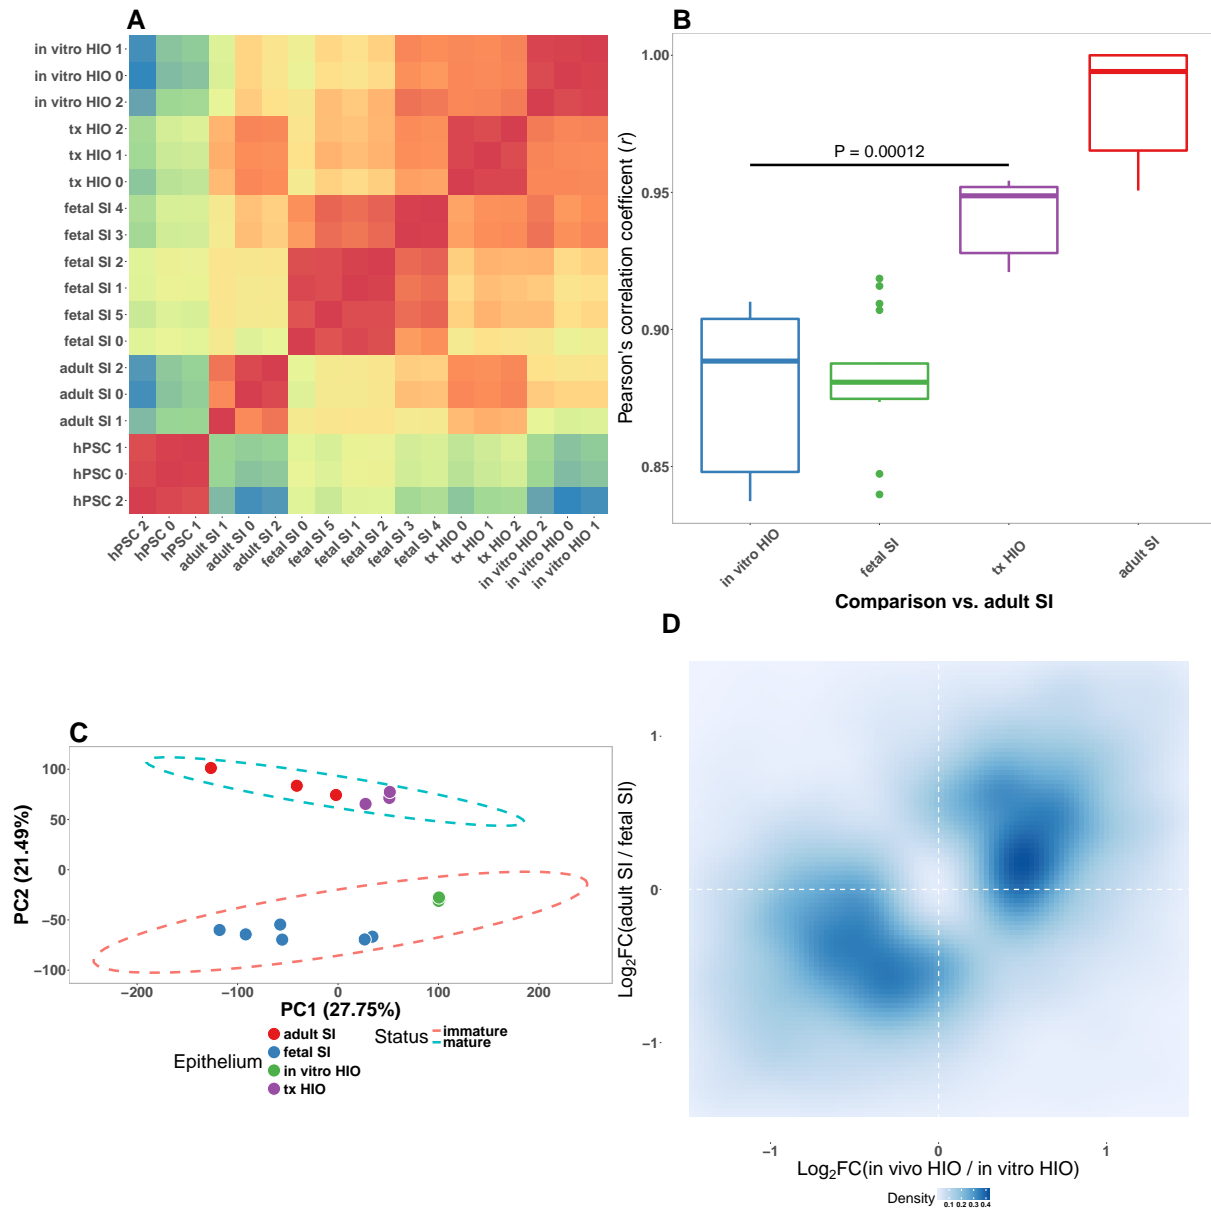 A
in vitro HIO 1
in vitro HIO 0
in vitro HIO 2
tx HIO 2
tx HIO 1
tx HIO 0
fetal SI 4
fetal SI 3
fetal SI 2
fetal SI 1
fetal SI 5
fetal SI 0
adult SI 2
adult SI 0
adult SI 1
hPSC 1
hPSC 0
hPSC 2
hPSC 2
hPSC 0
hPSC 1
adult SI 1
adult SI 0
adult SI 2
fetal SI 0
fetal SI 5
fetal SI 1
fetal SI 2
fetal SI 3
fetal SI 4
tx HIO 0
tx HIO 1
tx HIO 2
in vitro HIO 2
in vitro HIO 0
in vitro HIO 1
B
Pearson's correlation coefficent (r)
1.00
0.95
0.90
0.85
P = 0.00012
in vitro HIO
fetal SI
tx HIO
adult SI
Comparison vs. adult SI
C
PC2 (21.49%)
100
50
0
−50
−100
−200
−100
0
100
200
PC1 (27.75%)
Epithelium
adult SI
fetal SI
in vitro HIO
tx HIO
Status
immature
mature
D
Log2FC(adult SI / fetal SI)
1
0
−1
−1
0
1
Log2FC(in vivo HIO / in vitro HIO)
Density
0.1 0.2 0.3 0.4